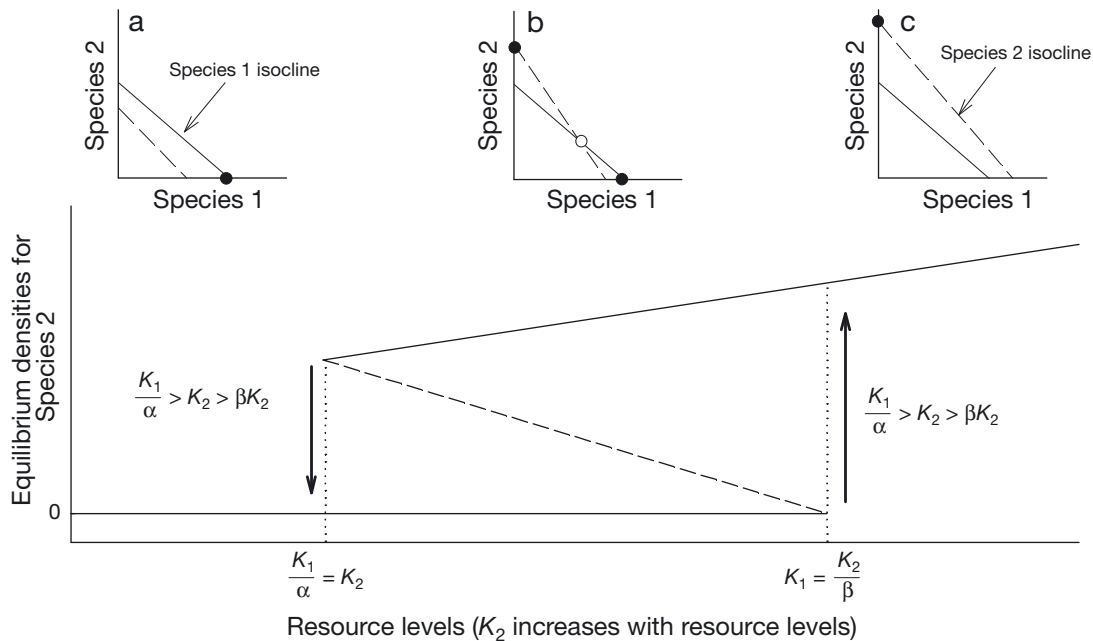 a
Species 2
Species 1 isocline
Species 1
b
Species 2
Species 1
c
Species 2
Species 2 isocline
Species 1
Equilibrium densities for
Species 2
K₁/α > K₂ > βK₂
K₁/α > K₂ > βK₂
0
K₁/α = K₂
K₁ = K₂/β
Resource levels (K₂ increases with resource levels)